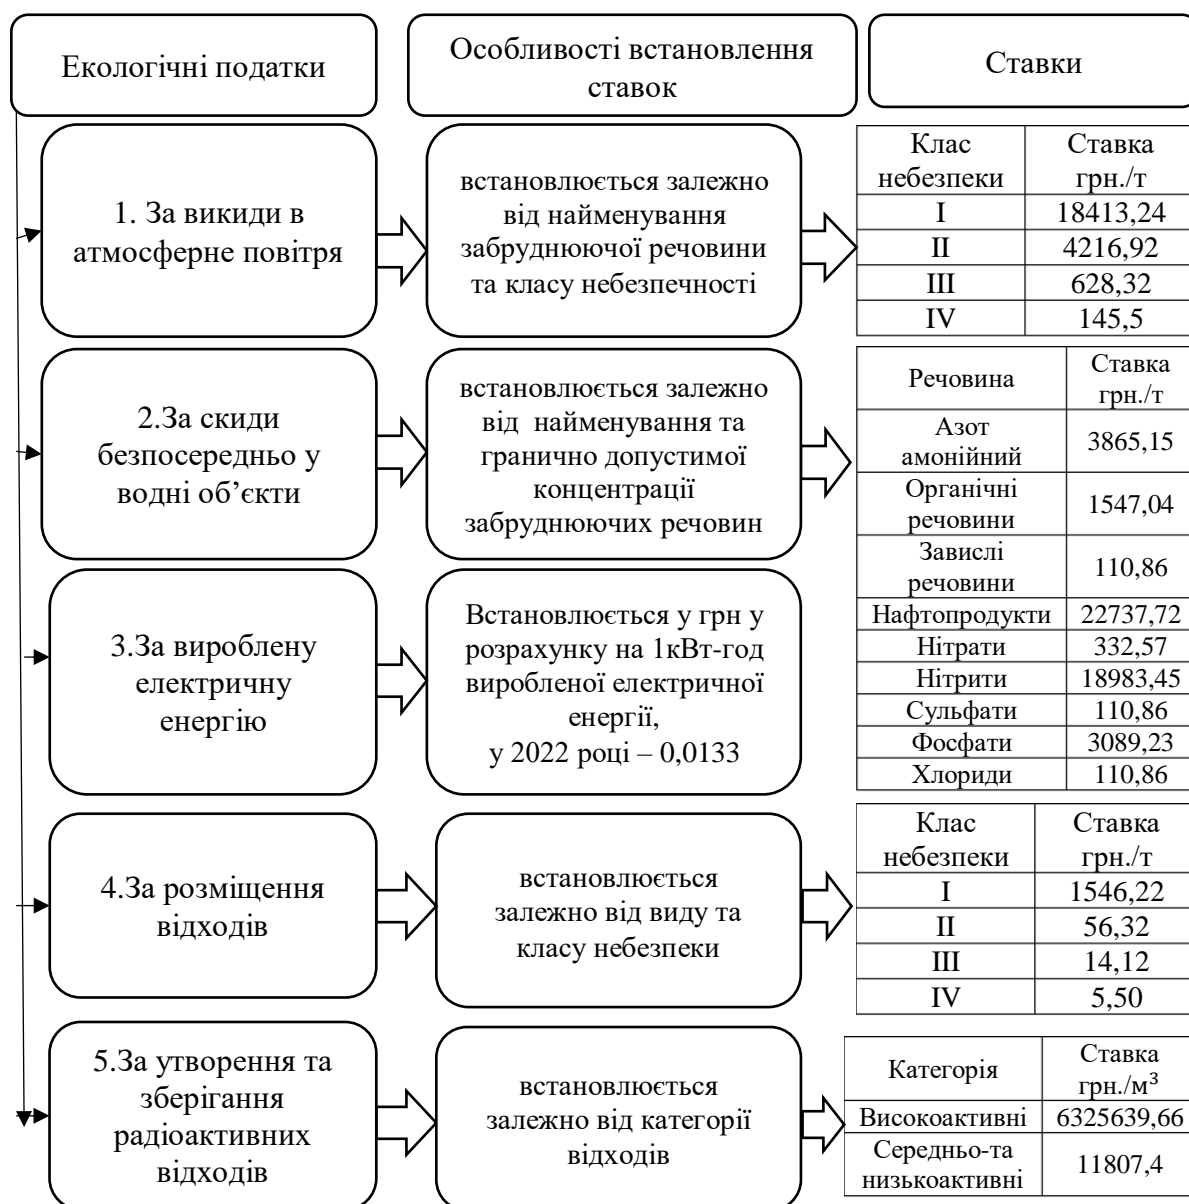 Екологічні податки
Особливості встановлення
ставок
Ставки
1. За викиди в
атмосферне повітря
встановлюється залежно
від найменування
забруднюючої речовини
та класу небезпечності
Клас
небезпеки
Ставка
грн./т
I
18413,24
II
4216,92
III
628,32
IV
145,5
2.За скиди
безпосередньо у
водні об’єкти
встановлюється залежно
від найменування та
гранично допустимої
концентрації
забруднюючих речовин
Речовина
Ставка
грн./т
Азот
амонійний
3865,15
Органічні
речовини
1547,04
Завислі
речовини
110,86
Нафтопродукти
22737,72
Нітрати
332,57
Нітрити
18983,45
Сульфати
110,86
Фосфати
3089,23
Хлориди
110,86
3.За вироблену
електричну
енергію
Встановлюється у грн у
розрахунку на 1кВт-год
виробленої електричної
енергії,
у 2022 році – 0,0133
4.За розміщення
відходів
встановлюється
залежно від виду та
класу небезпеки
Клас
небезпеки
Ставка
грн./т
I
1546,22
II
56,32
III
14,12
IV
5,50
5.За утворення та
зберігання
радіоактивних
відходів
встановлюється
залежно від категорії
відходів
Категорія
Ставка
грн./м³
Високоактивні
6325639,66
Середньо-та
низькоактивні
11807,4